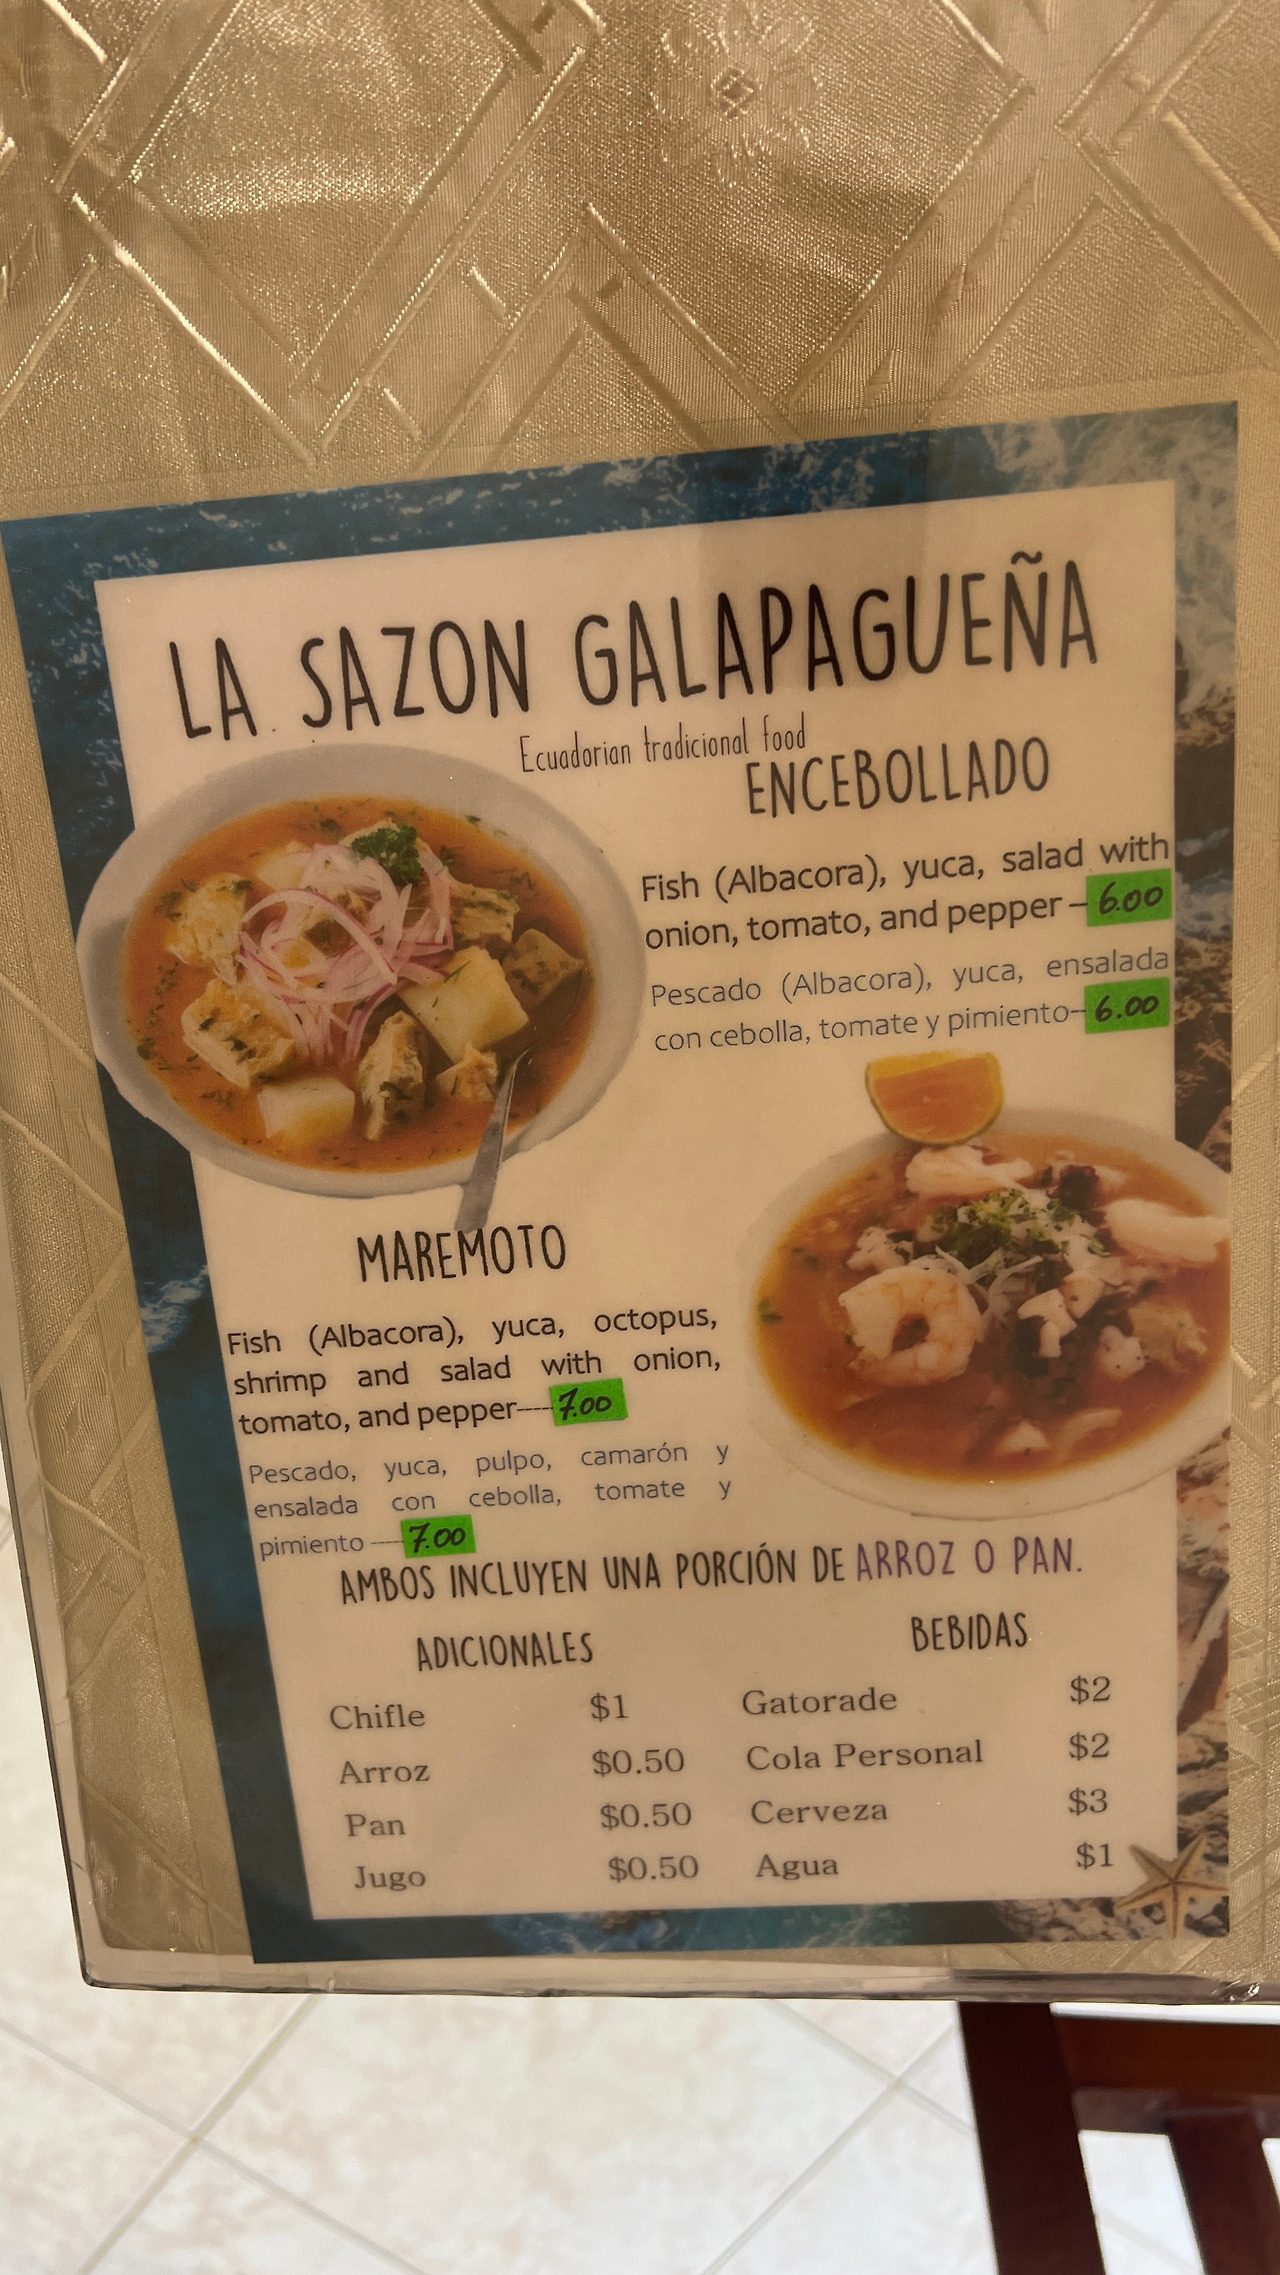 LA SAZON GALAPAGUEÑA
Ecuadorian tradicional food
ENCEBOLLADO
Fish (Albacora), yuca, salad with
onion, tomato, and pepper – 6.00
Pescado (Albacora), yuca, ensalada
con cebolla, tomate y pimiento-- 6.00
MAREMOTO
Fish (Albacora), yuca, octopus,
shrimp and salad with onion,
tomato, and pepper---- 7.00
Pescado, yuca, pulpo, camarón y
ensalada con cebolla, tomate y
pimiento ---- 7.00
AMBOS INCLUYEN UNA PORCIÓN DE ARROZ O PAN.
ADICIONALES
Chifle $1
Arroz $0.50
Pan $0.50
Jugo $0.50
BEBIDAS
Gatorade $2
Cola Personal $2
Cerveza $3
Agua $1